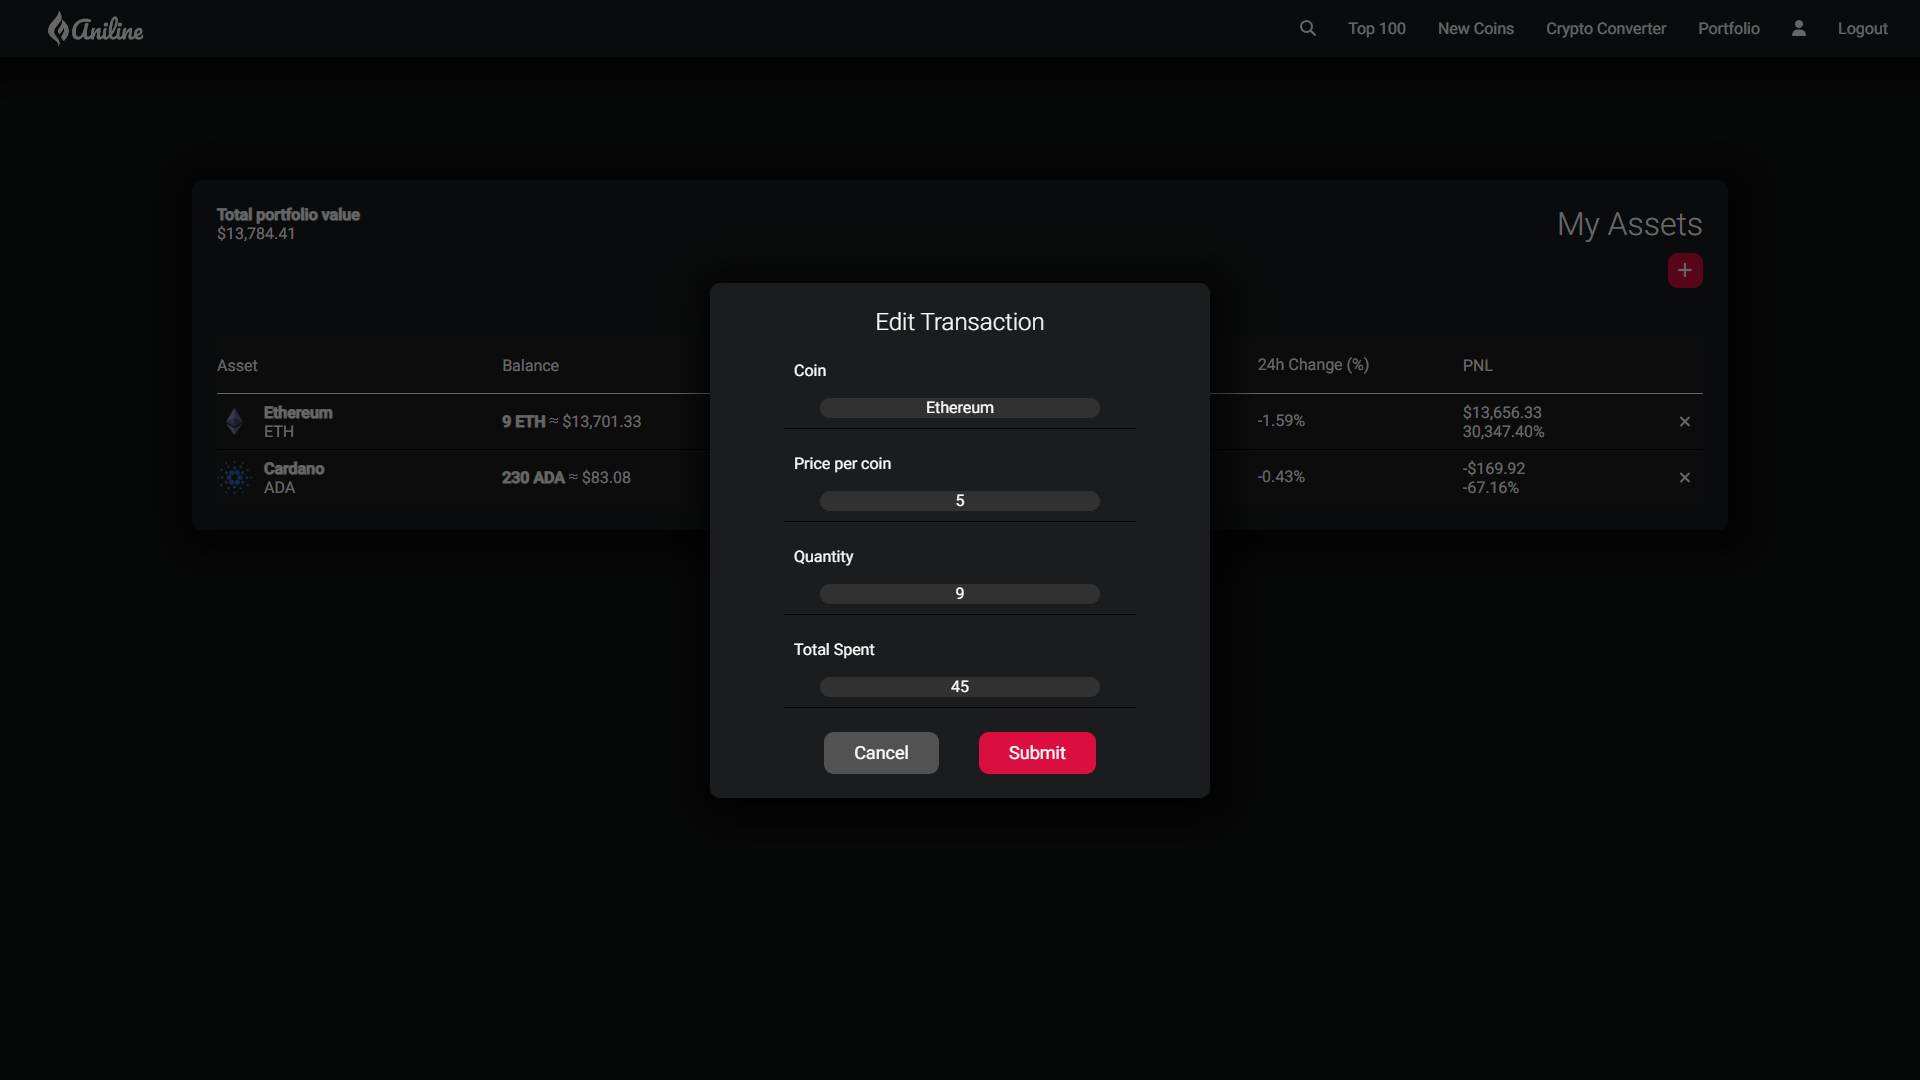 Aniline
Top 100
New Coins
Crypto Converter
Portfolio
Logout
Total portfolio value
$13,784.41
My Assets
+
Asset
Balance
24h Change (%)
PNL
Ethereum
ETH
9 ETH ≈ $13,701.33
-1.59%
$13,656.33
30,347.40%
Cardano
ADA
230 ADA ≈ $83.08
-0.43%
-$169.92
-67.16%
Edit Transaction
Coin
Ethereum
Price per coin
5
Quantity
9
Total Spent
45
Cancel
Submit